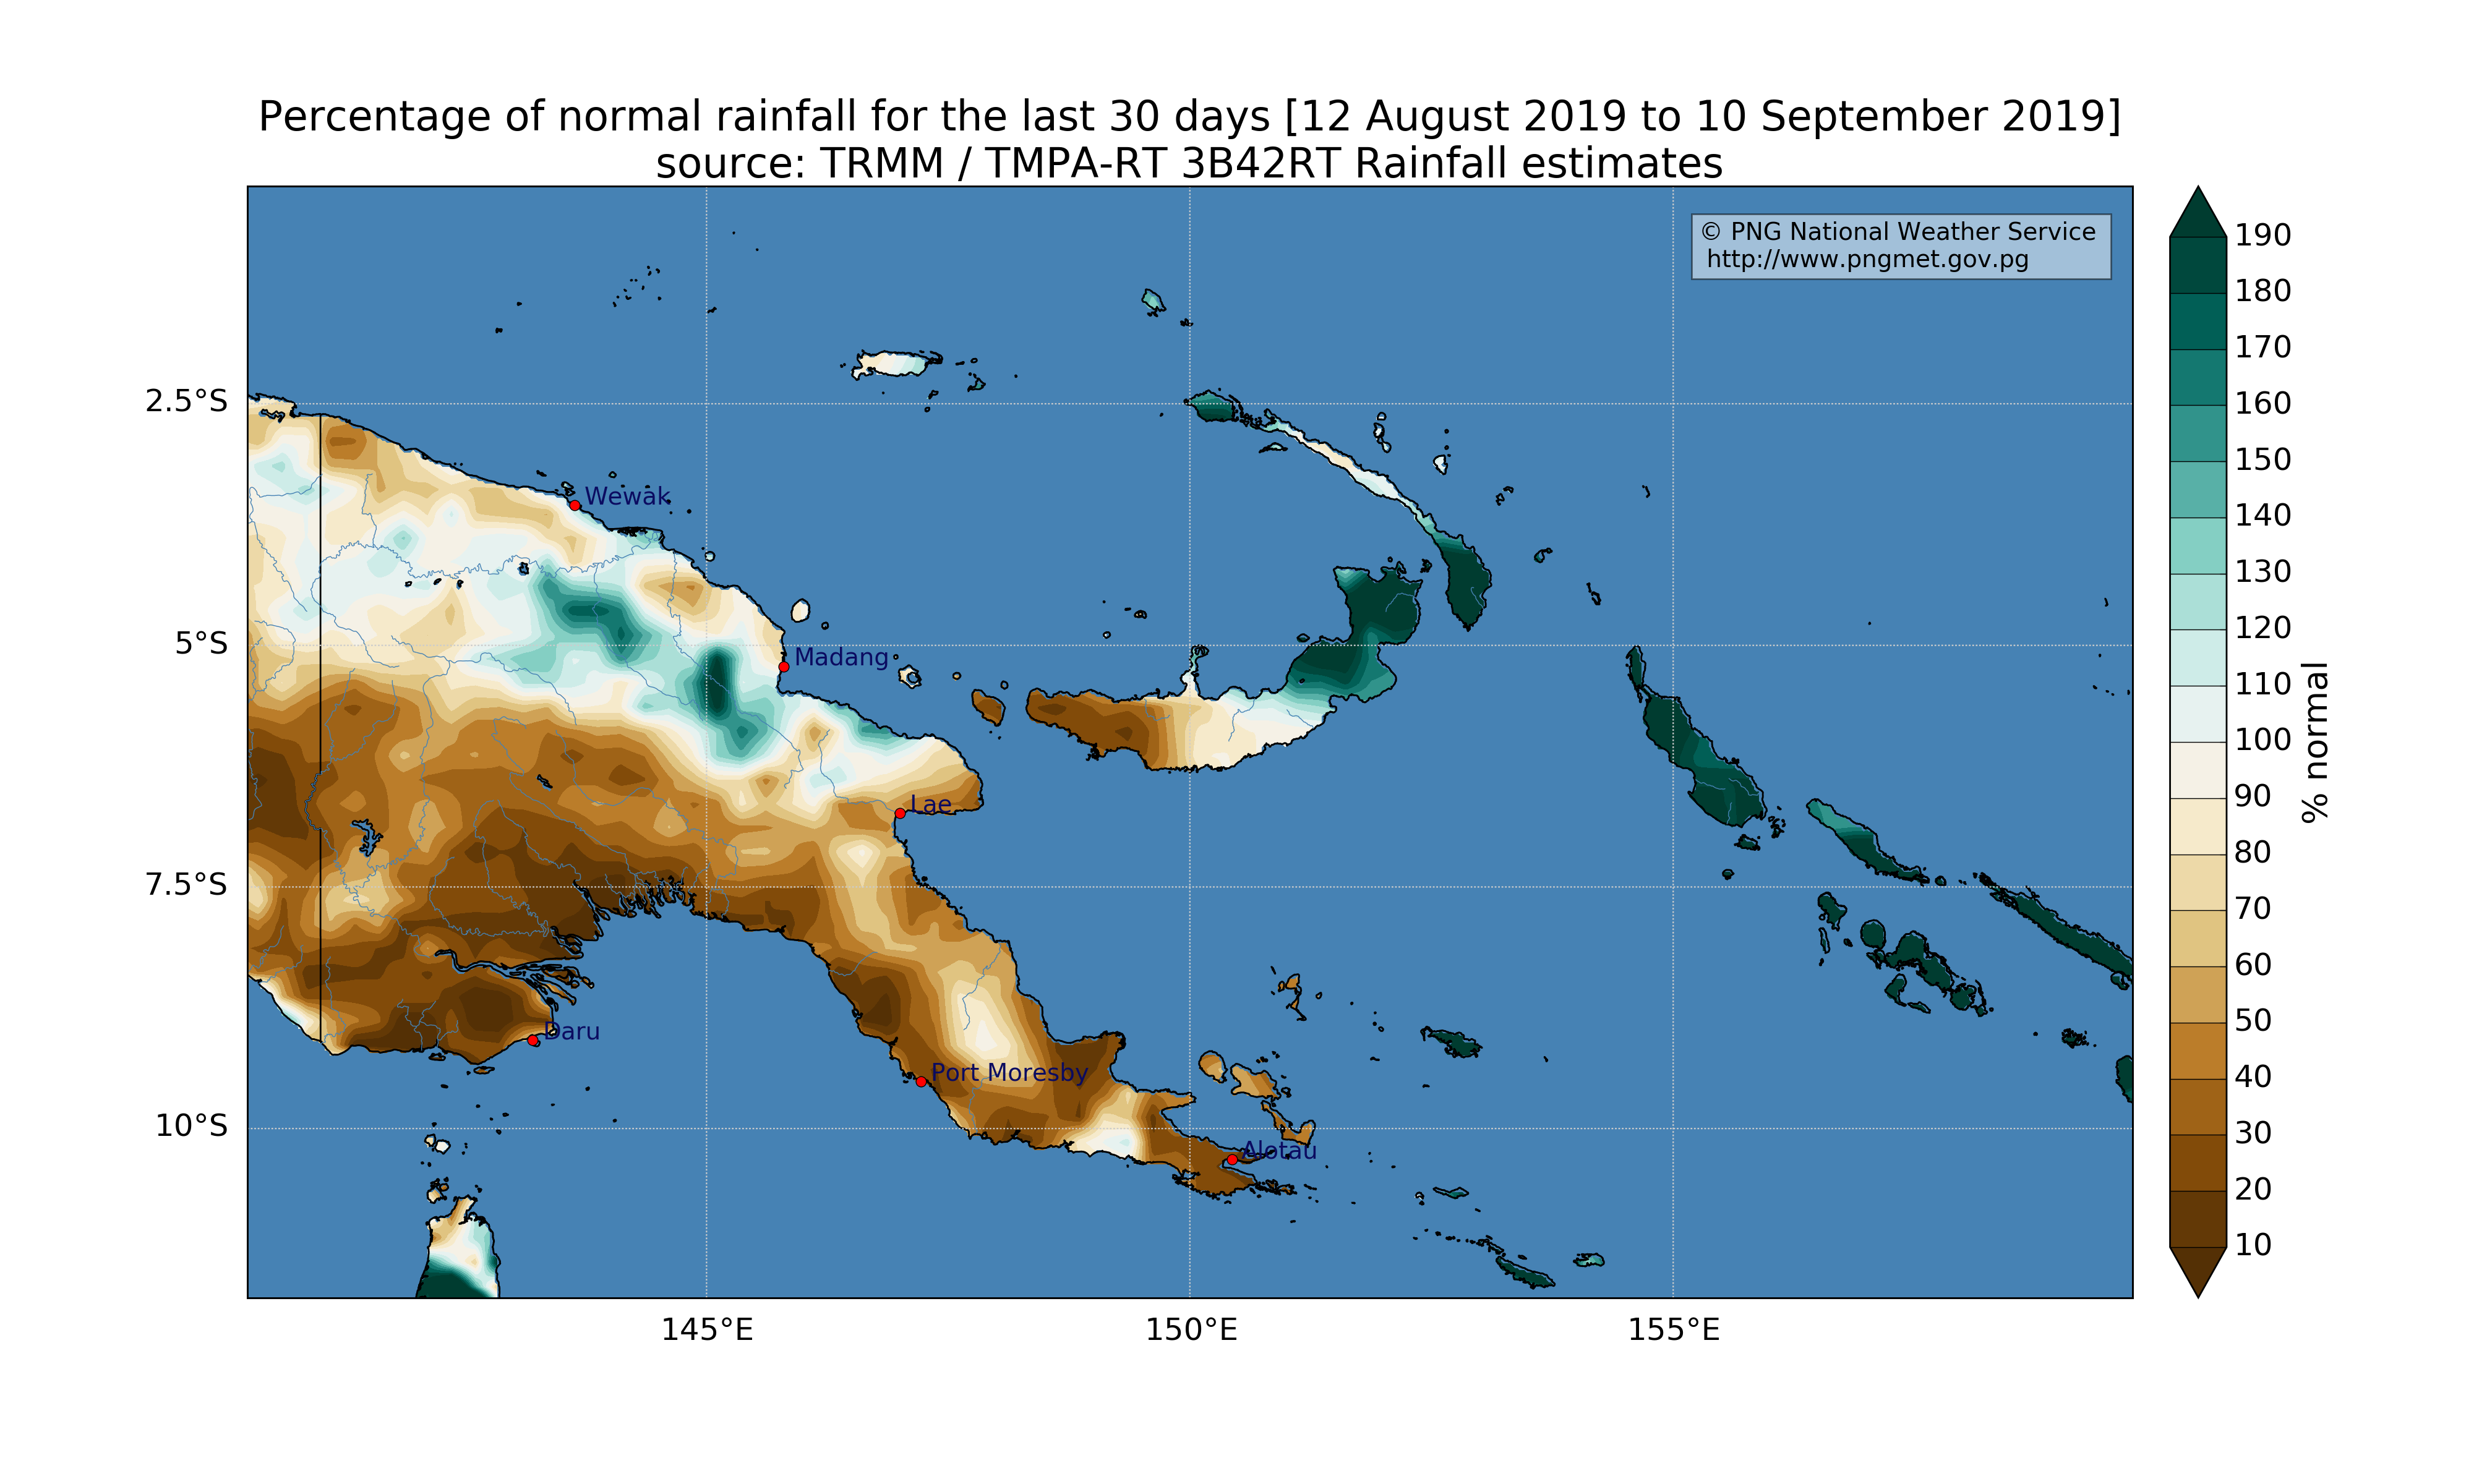 Percentage of normal rainfall for the last 30 days [12 August 2019 to 10 September 2019]
source: TRMM / TMPA-RT 3B42RT Rainfall estimates
© PNG National Weather Service
http://www.pngmet.gov.pg
190
180
170
160
150
140
130
120
110
100
90
80
70
60
50
40
30
20
10
% normal
2.5°S
5°S
7.5°S
10°S
Wewak
Madang
Lae
Daru
Port Moresby
Alotau
145°E
150°E
155°E